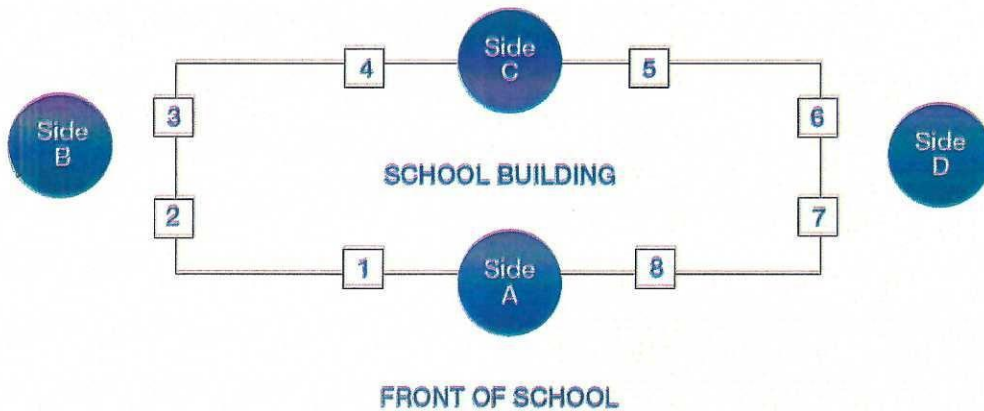 Side
C
4
5
3
6
Side
B
Side
D
SCHOOL BUILDING
2
7
1
Side
A
8
FRONT OF SCHOOL